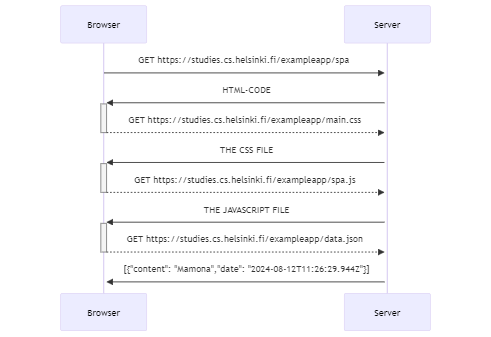 Browser
Server
GET https://studies.cs.helsinki.fi/exampleapp/spa
HTML-CODE
GET https://studies.cs.helsinki.fi/exampleapp/main.css
THE CSS FILE
GET https://studies.cs.helsinki.fi/exampleapp/spa.js
THE JAVASCRIPT FILE
GET https://studies.cs.helsinki.fi/exampleapp/data.json
[{"content": "Mamona","date": "2024-08-12T11:26:29.944Z"}]
Browser
Server